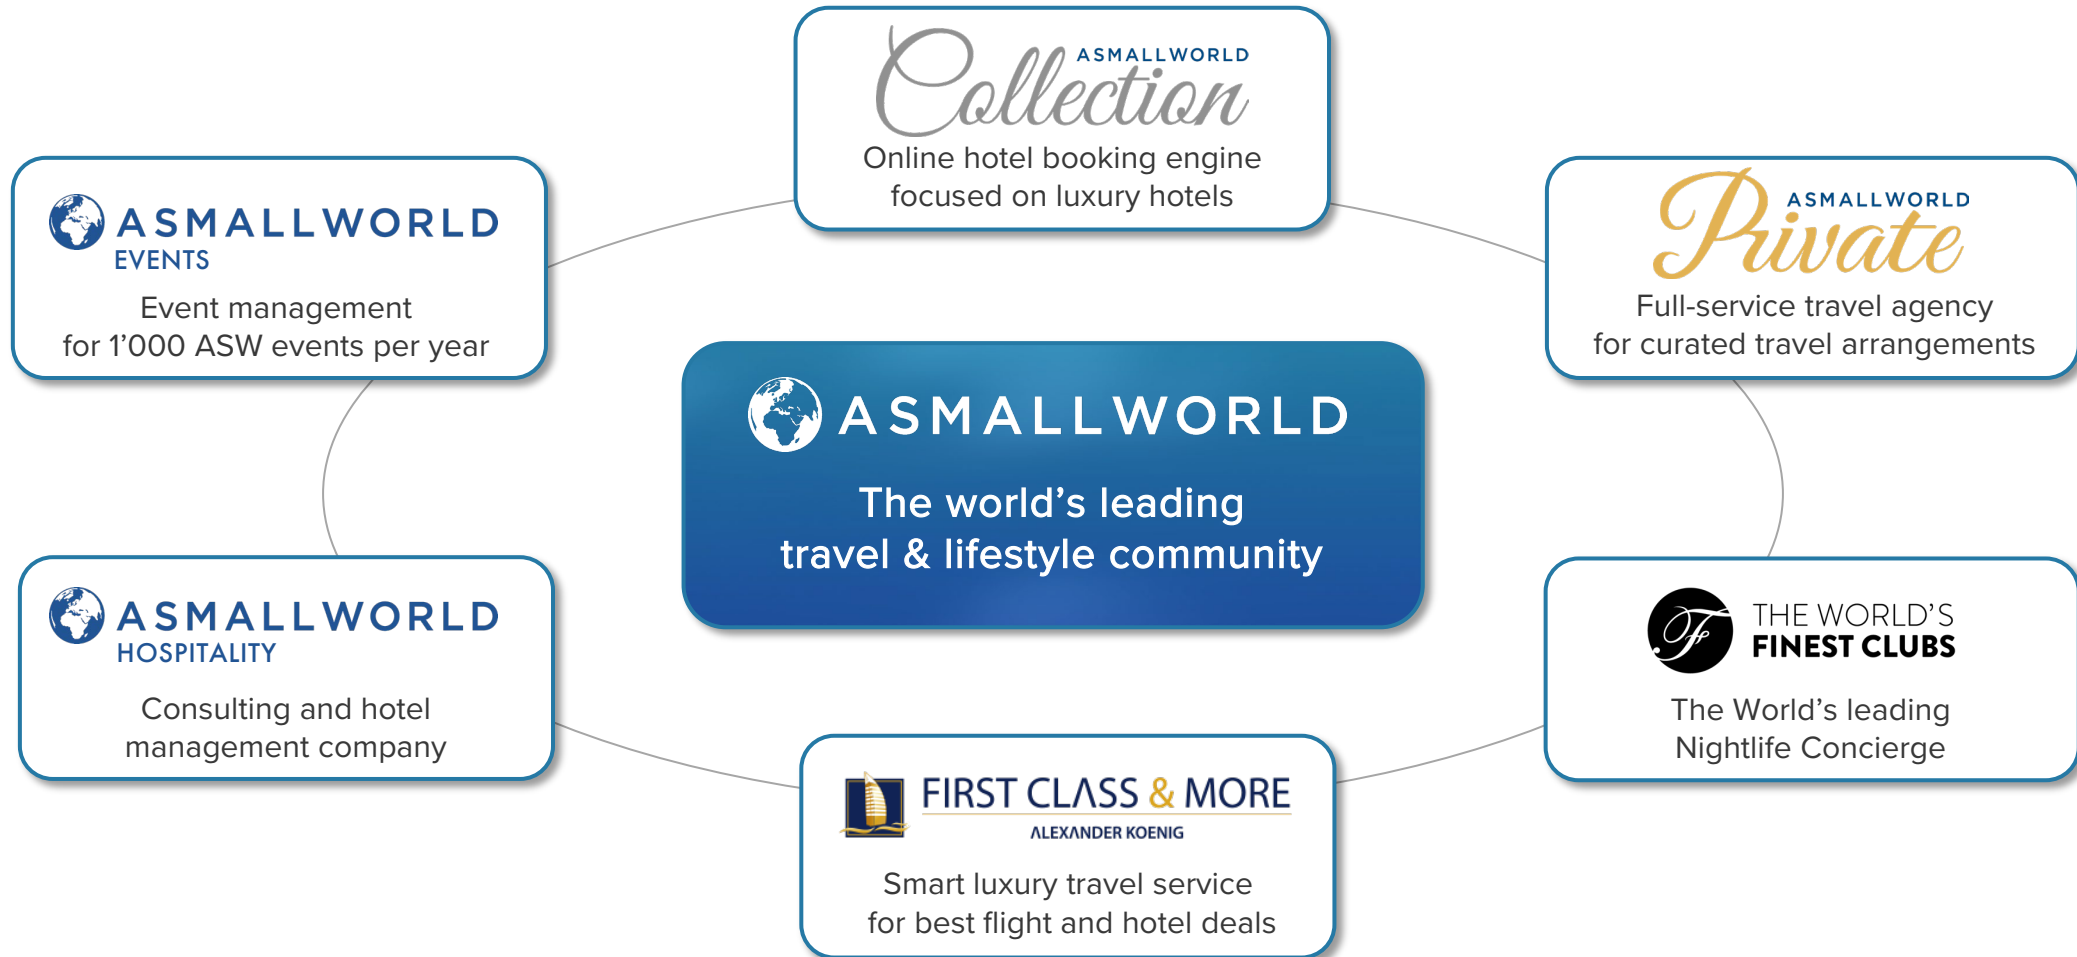 ASMALLWORLD
Collection
Online hotel booking engine
focused on luxury hotels
ASMALLWORLD
EVENTS
Event management
for 1’000 ASW events per year
ASMALLWORLD
Private
Full-service travel agency
for curated travel arrangements
ASMALLWORLD
The world’s leading
travel & lifestyle community
ASMALLWORLD
HOSPITALITY
Consulting and hotel
management company
F
THE WORLD’S
FINEST CLUBS
The World’s leading
Nightlife Concierge
FIRST CLASS & MORE
ALEXANDER KOENIG
Smart luxury travel service
for best flight and hotel deals